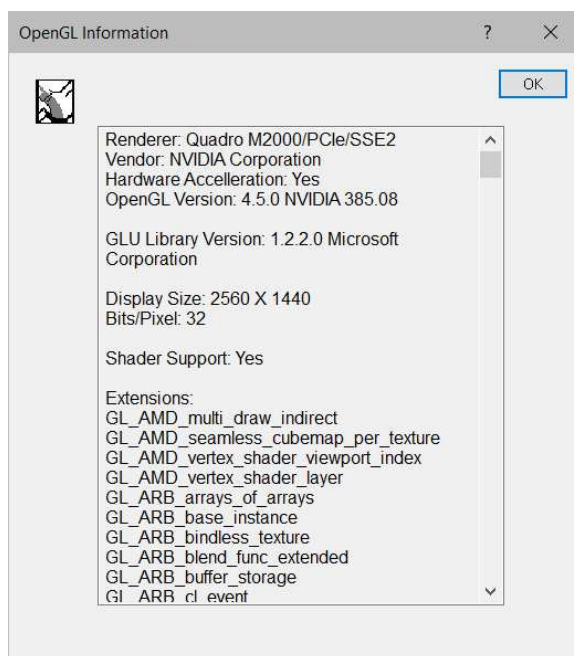 OpenGL Information
?
OK
Renderer: Quadro M2000/PCIe/SSE2
Vendor: NVIDIA Corporation
Hardware Accelleration: Yes
OpenGL Version: 4.5.0 NVIDIA 385.08
GLU Library Version: 1.2.2.0 Microsoft
Corporation
Display Size: 2560 X 1440
Bits/Pixel: 32
Shader Support: Yes
Extensions:
GL_AMD_multi_draw_indirect
GL_AMD_seamless_cubemap_per_texture
GL_AMD_vertex_shader_viewport_index
GL_AMD_vertex_shader_layer
GL_ARB_arrays_of_arrays
GL_ARB_base_instance
GL_ARB_bindless_texture
GL_ARB_blend_func_extended
GL_ARB_buffer_storage
GL_ARB_cl_event